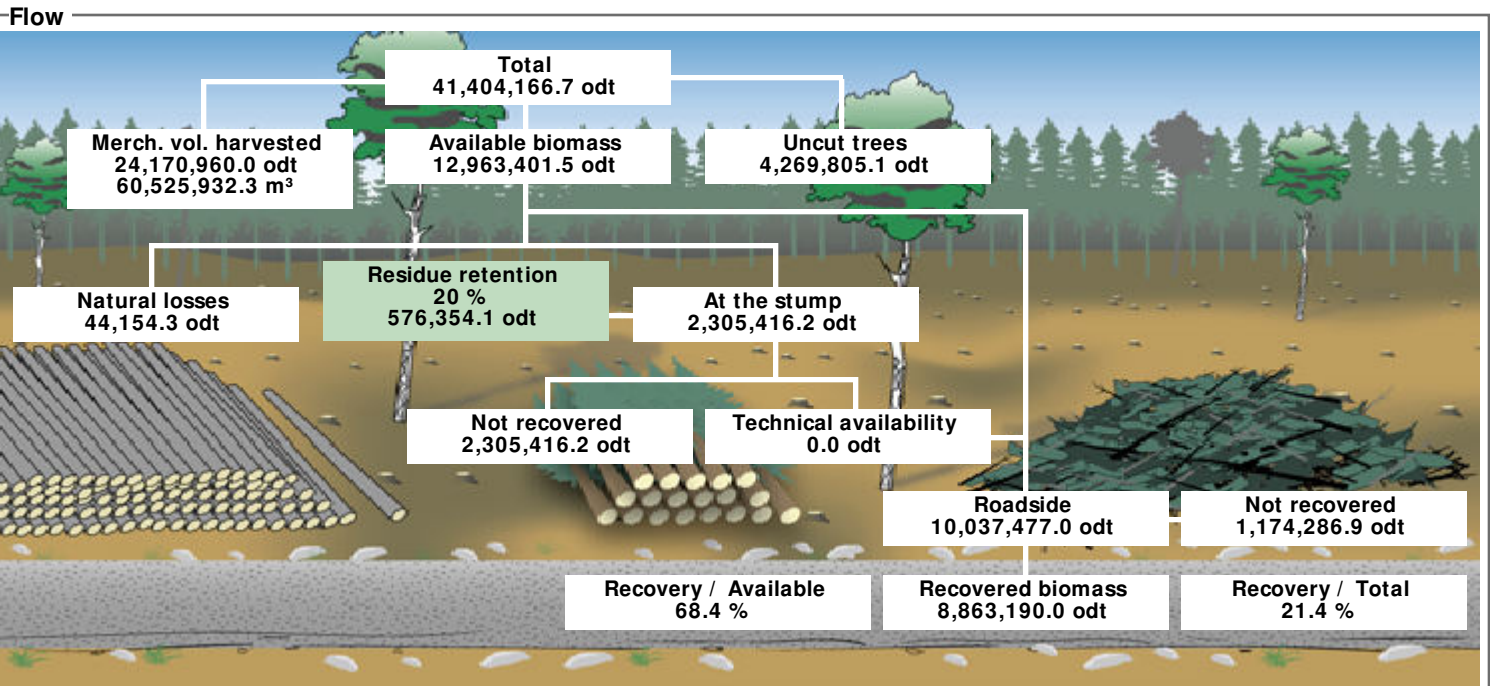 Flow
Total
41,404,166.7 odt
Merch. vol. harvested
24,170,960.0 odt
60,525,932.3 m³
Available biomass
12,963,401.5 odt
Uncut trees
4,269,805.1 odt
Natural losses
44,154.3 odt
Residue retention
20 %
576,354.1 odt
At the stump
2,305,416.2 odt
Not recovered
2,305,416.2 odt
Technical availability
0.0 odt
Roadside
10,037,477.0 odt
Not recovered
1,174,286.9 odt
Recovery / Available
68.4 %
Recovered biomass
8,863,190.0 odt
Recovery / Total
21.4 %